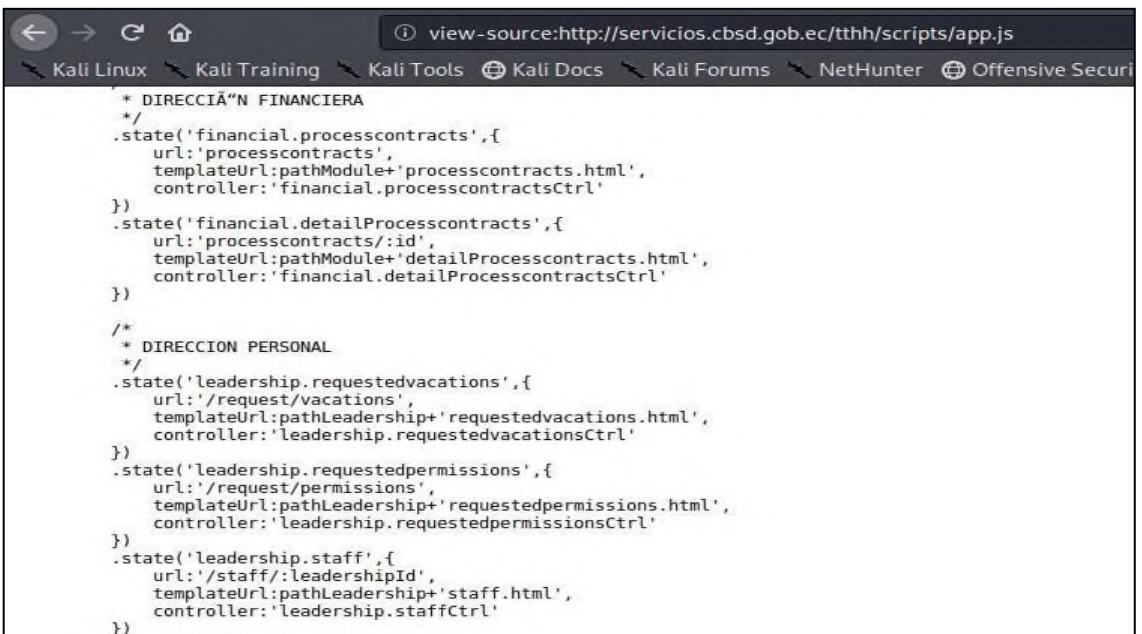 view-source:http://servicios.cbsd.gob.ec/tthh/scripts/app.js
Kali Linux Kali Training Kali Tools Kali Docs Kali Forums NetHunter Offensive Securi
* DIRECCIÃ“N FINANCIERA
*/
.state('financial.processcontracts',{
url:'processcontracts',
templateUrl:pathModule+'processcontracts.html',
controller:'financial.processcontractsCtrl'
})
.state('financial.detailProcesscontracts',{
url:'processcontracts/:id',
templateUrl:pathModule+'detailProcesscontracts.html',
controller:'financial.detailProcesscontractsCtrl'
})
/*
* DIRECCION PERSONAL
*/
.state('leadership.requestedvacations',{
url:'/request/vacations',
templateUrl:pathLeadership+'requestedvacations.html',
controller:'leadership.requestedvacationsCtrl'
})
.state('leadership.requestedpermissions',{
url:'/request/permissions',
templateUrl:pathLeadership+'requestedpermissions.html',
controller:'leadership.requestedpermissionsCtrl'
})
.state('leadership.staff',{
url:'/staff/:leadershipId',
templateUrl:pathLeadership+'staff.html',
controller:'leadership.staffCtrl'
})